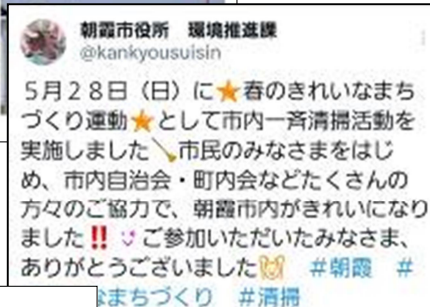 朝霞市役所 環境推進課
@kankyousuisin
５月２８日（日）に⭐春のきれいなまち
づくり運動⭐として市内一斉清掃活動を
実施しました🧹市民のみなさまをはじ
め、市内自治会・町内会などたくさんの
方々のご協力で、朝霞市内がきれいになり
ました‼️ご参加いただいたみなさま、
ありがとうございました #朝霞 #
なまちづくり #清掃